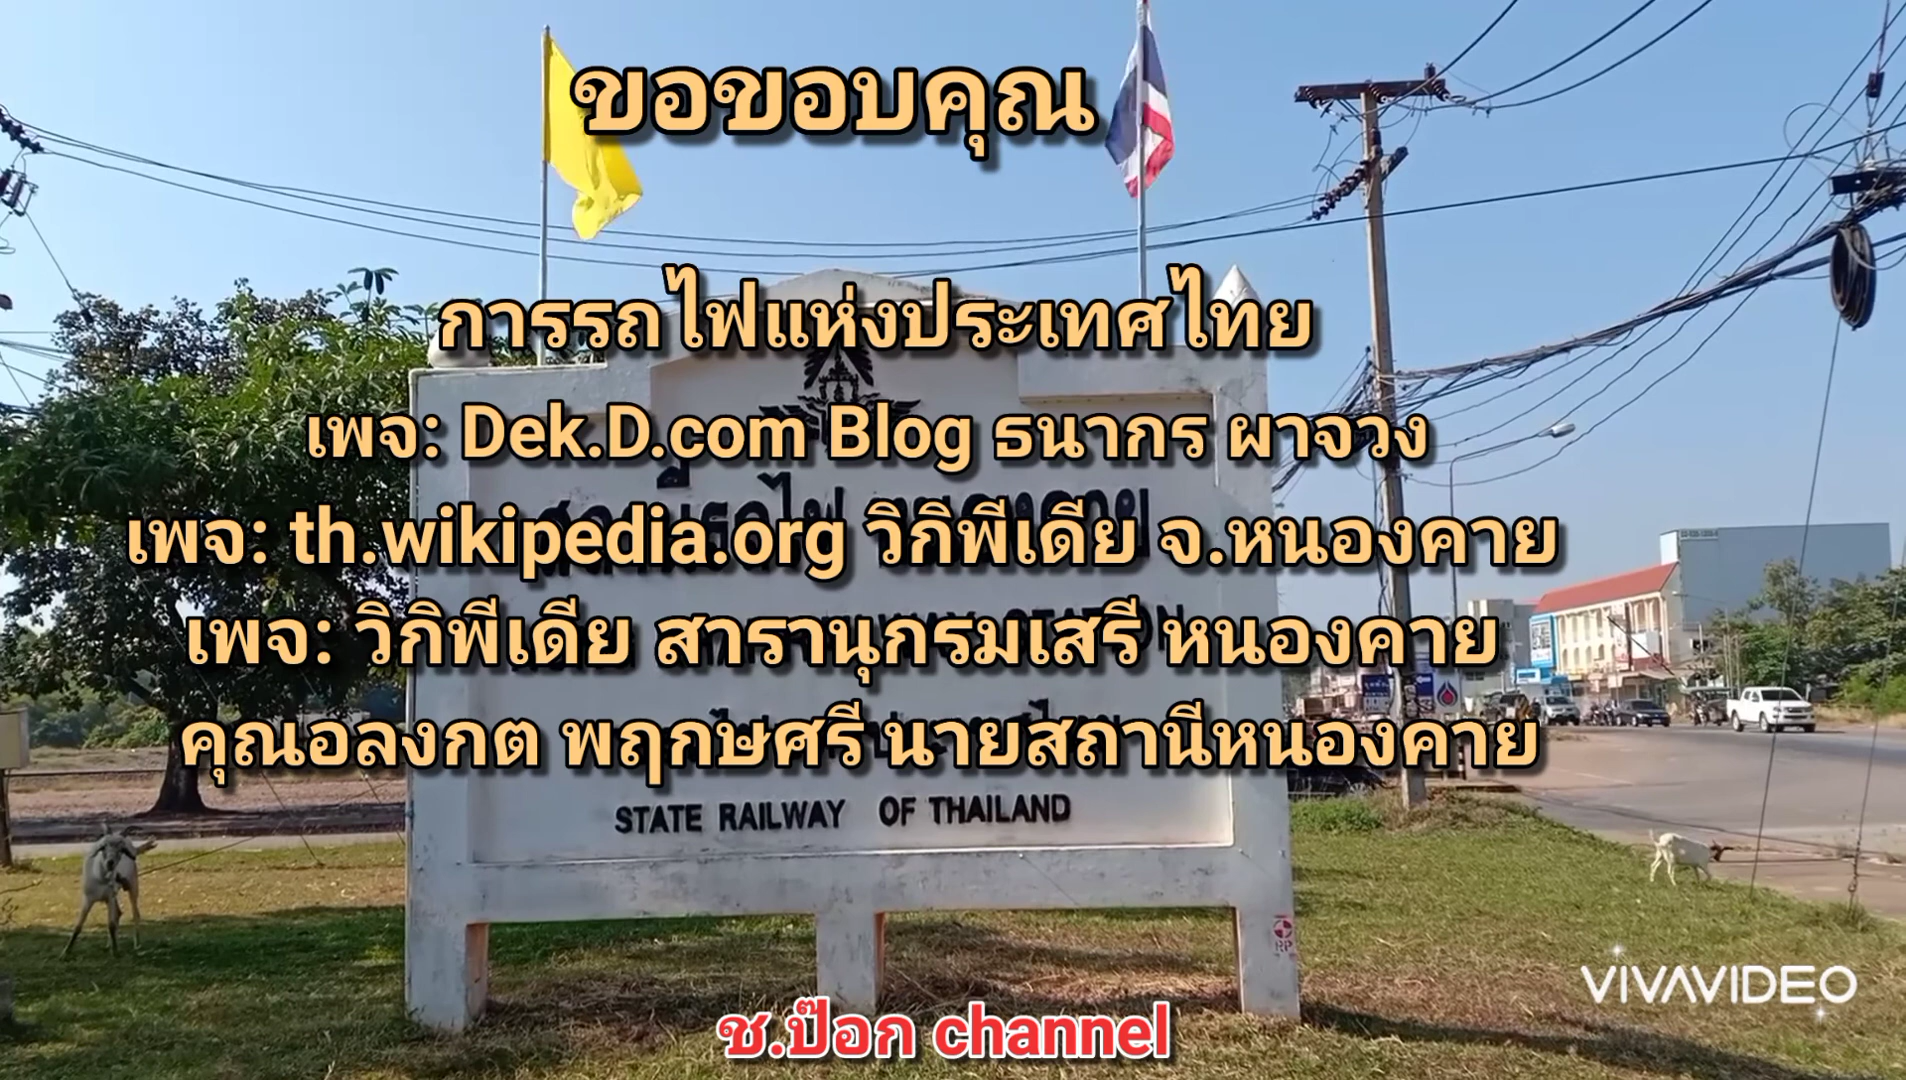 ขอขอบคุณ
การรถไฟแห่งประเทศไทย
เพจ: Dek.D.com Blog ธนากร ผาจวง
เพจ: th.wikipedia.org วิกิพีเดีย จ.หนองคาย
เพจ: วิกิพีเดีย สารานุกรมเสรี หนองคาย
คุณอลงกต พฤกษศรี นายสถานีหนองคาย
STATE RAILWAY OF THAILAND
RP
VIVAVIDEO
ช.ป๊อก channel